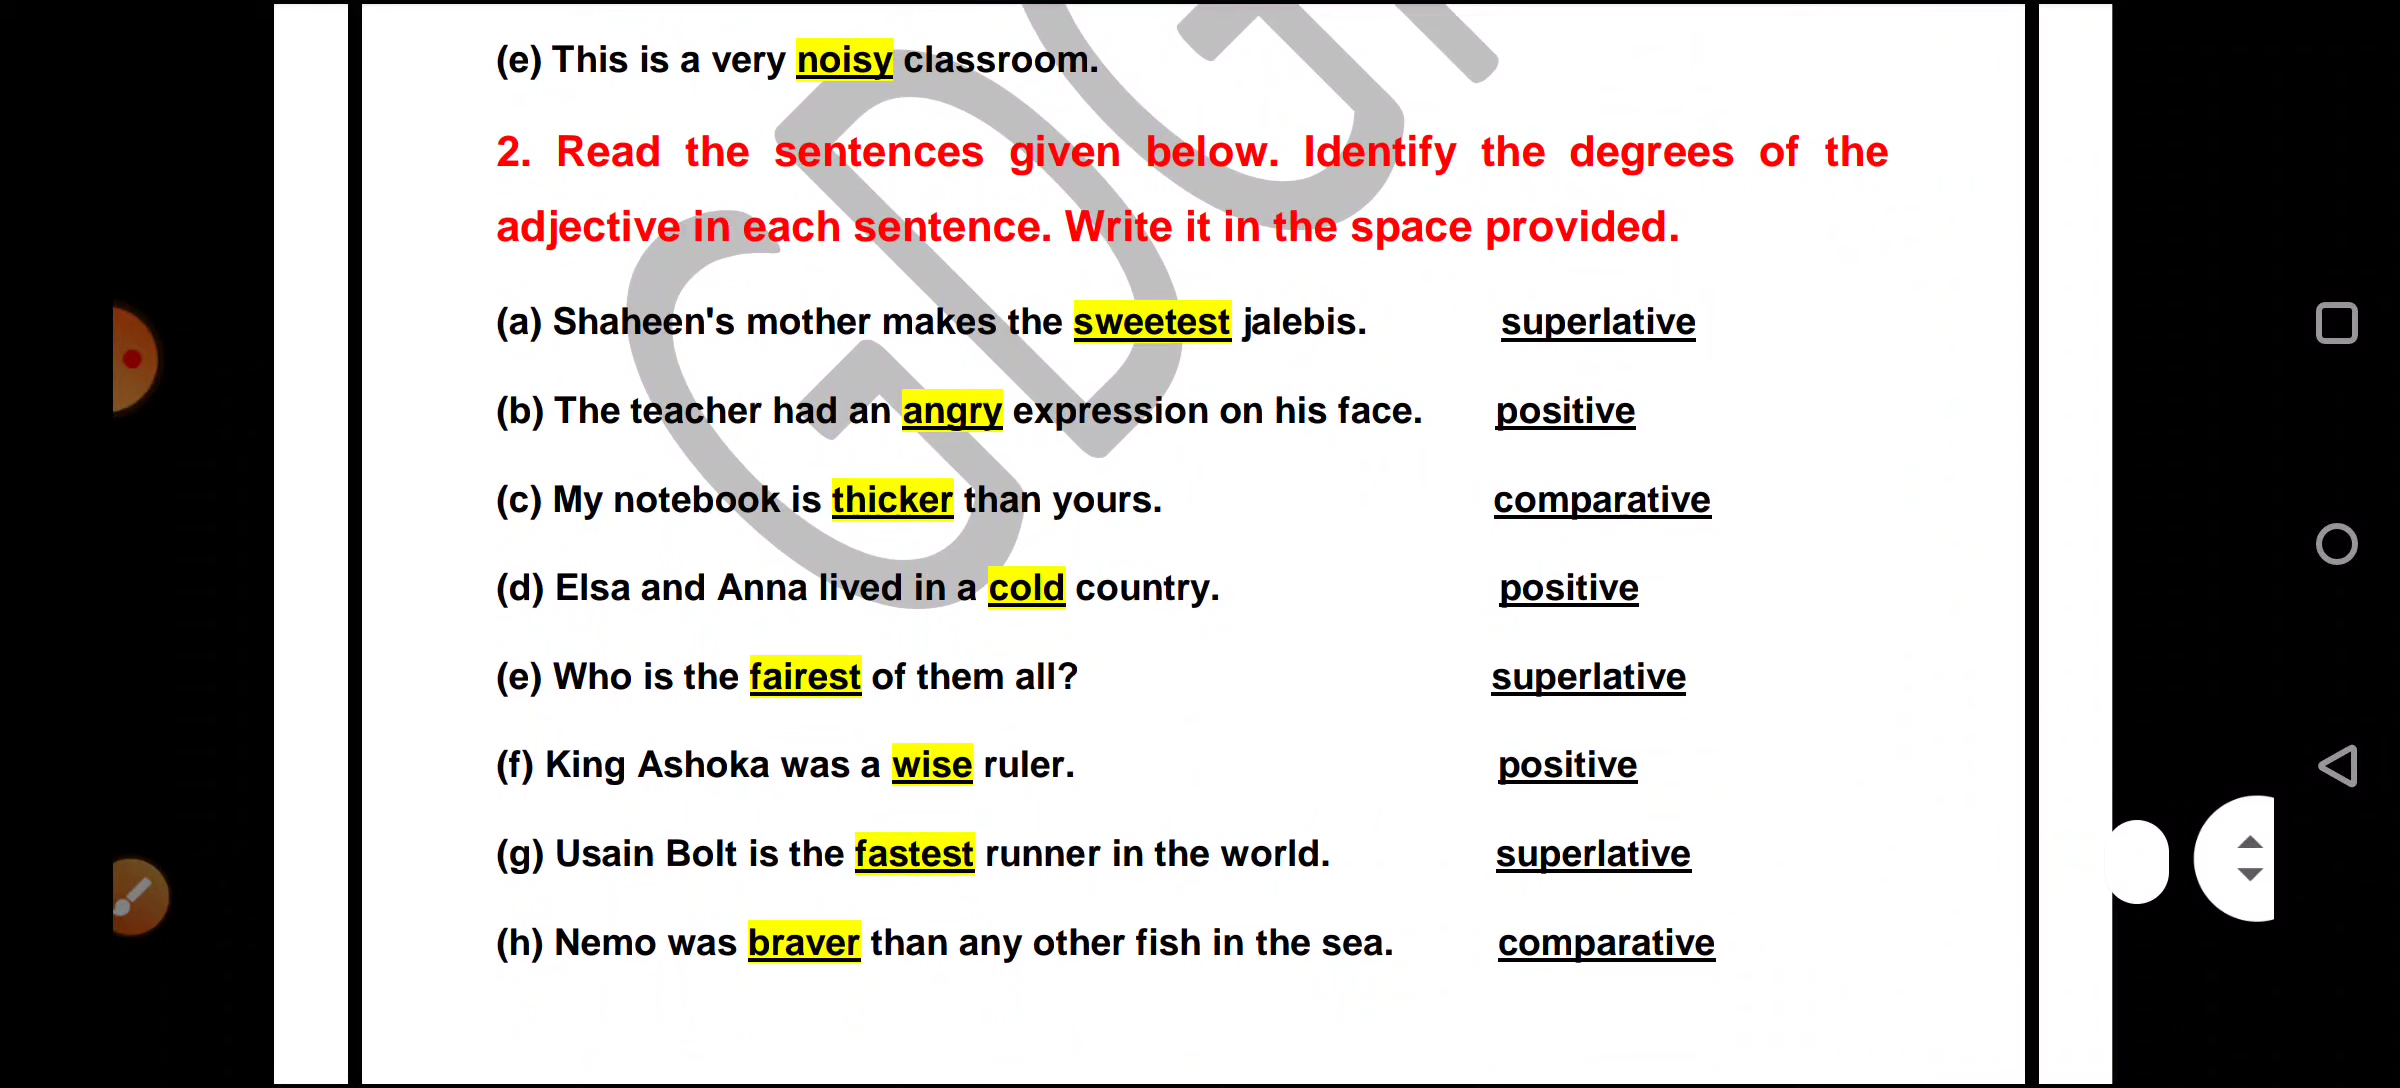 (e) This is a very noisy classroom.
2. Read the sentences given below. Identify the degrees of the
adjective in each sentence. Write it in the space provided.
(a) Shaheen's mother makes the sweetest jalebis. superlative
(b) The teacher had an angry expression on his face. positive
(c) My notebook is thicker than yours. comparative
(d) Elsa and Anna lived in a cold country. positive
(e) Who is the fairest of them all? superlative
(f) King Ashoka was a wise ruler. positive
(g) Usain Bolt is the fastest runner in the world. superlative
(h) Nemo was braver than any other fish in the sea. comparative